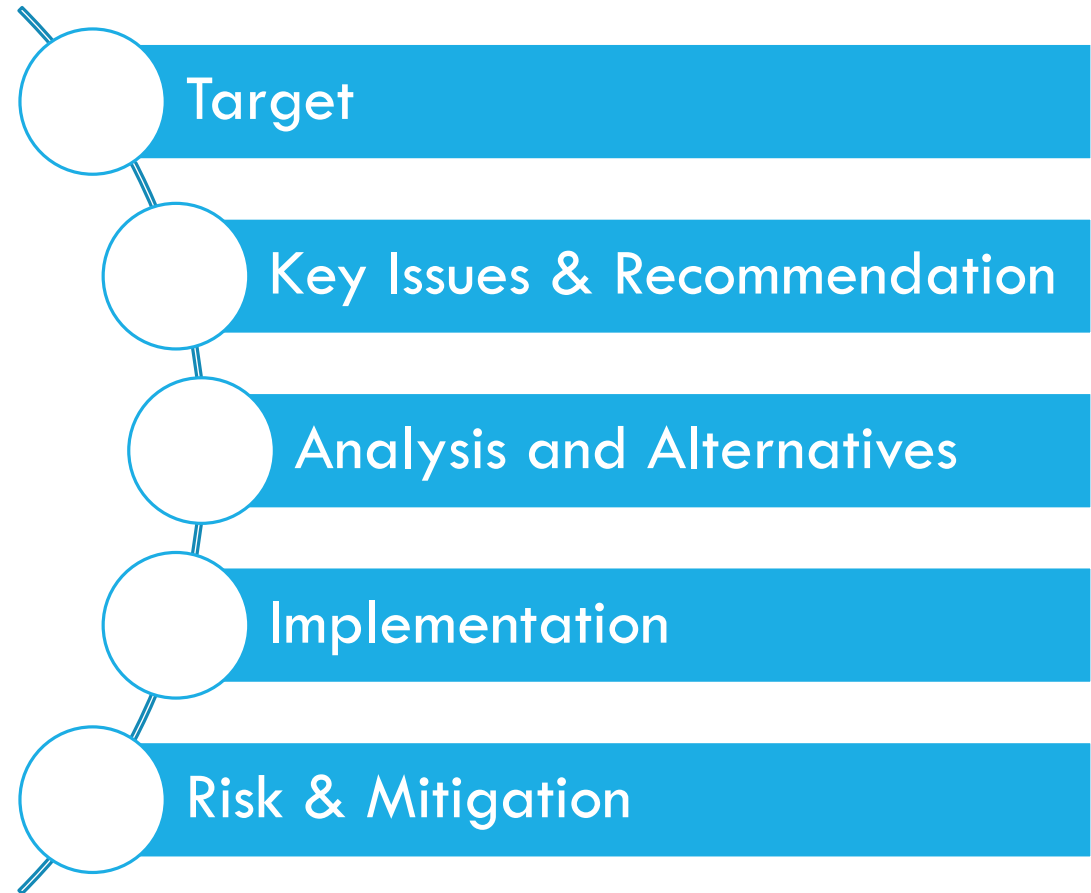 Target
Key Issues & Recommendation
Analysis and Alternatives
Implementation
Risk & Mitigation